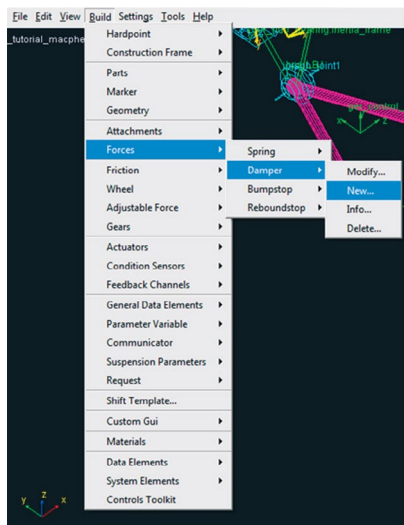 File Edit View Build Settings Tools Help
_tutorial_macphe
Hardpoint
Construction Frame
Parts
Marker
Geometry
Attachments
Forces
Friction
Wheel
Adjustable Force
Gears
Actuators
Condition Sensors
Feedback Channels
General Data Elements
Parameter Variable
Communicator
Suspension Parameters
Request
Shift Template...
Custom Gui
Materials
Data Elements
System Elements
Controls Toolkit
Spring
Damper
Bumpstop
Reboundstop
Modify...
New...
Info...
Delete...
y z x
x z